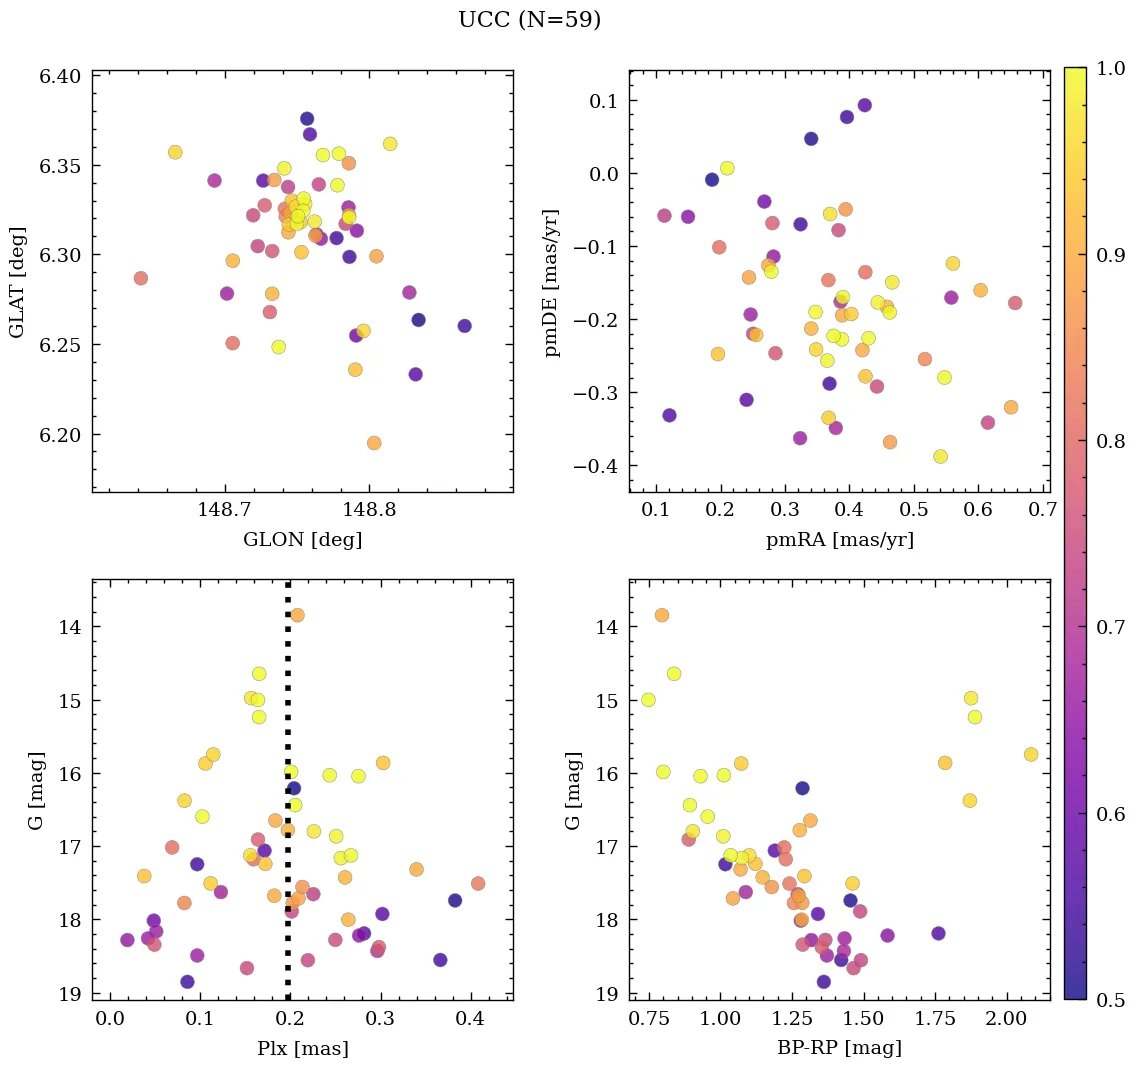 UCC (N=59)
6.40
6.35
6.30
6.25
6.20
GLAT [deg]
148.7 148.8
GLON [deg]
0.1
0.0
−0.1
−0.2
−0.3
−0.4
pmDE [mas/yr]
0.1 0.2 0.3 0.4 0.5 0.6 0.7
pmRA [mas/yr]
14
15
16
17
18
19
G [mag]
0.0 0.1 0.2 0.3 0.4
Plx [mas]
14
15
16
17
18
19
G [mag]
0.75 1.00 1.25 1.50 1.75 2.00
BP-RP [mag]
1.0
0.9
0.8
0.7
0.6
0.5